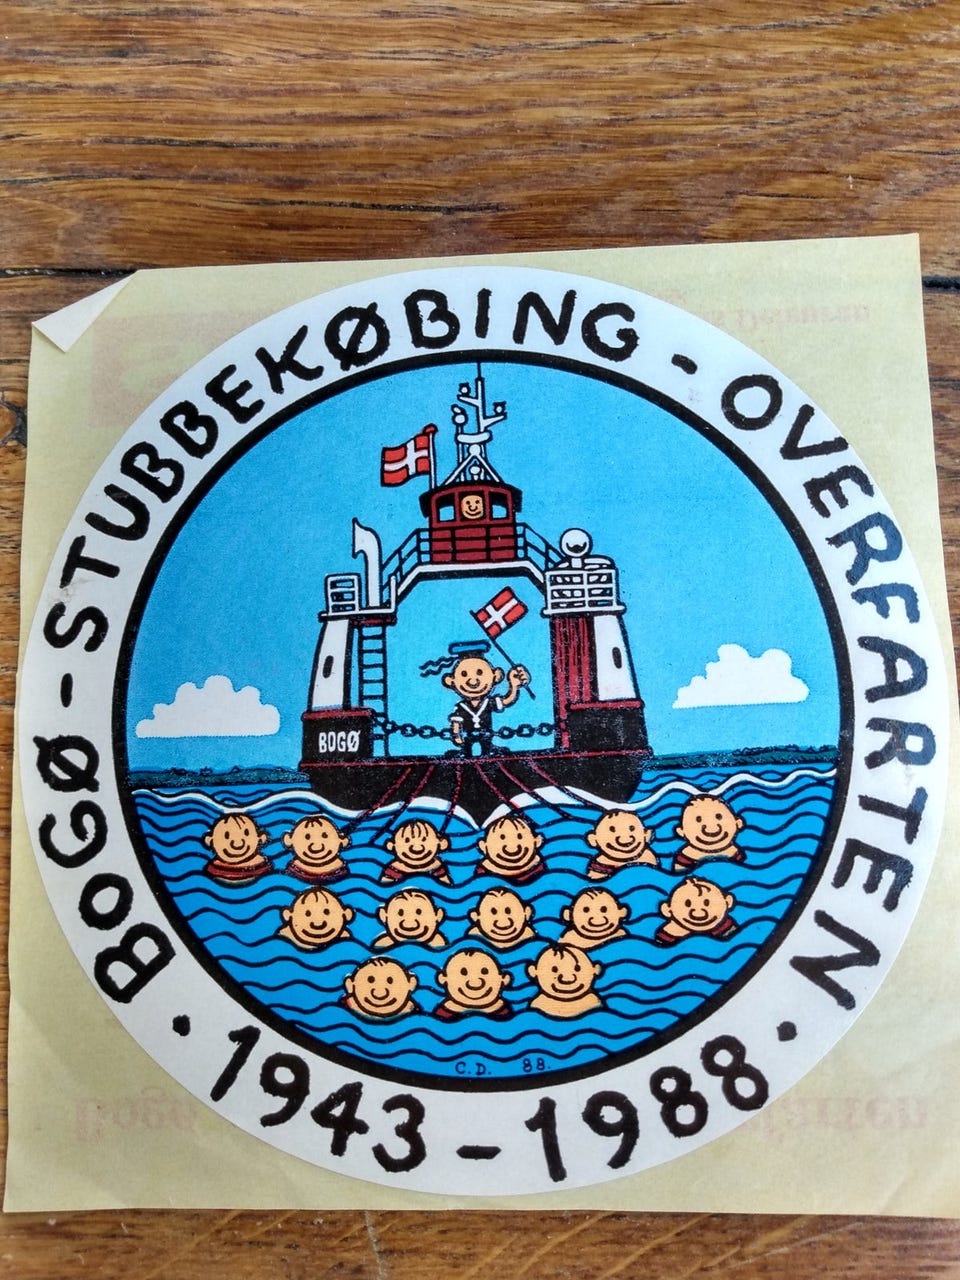 BOGØ - STUBBEKØBING - OVERFARTEN
BOGØ
C.D. 88.
· 1943 - 1988 ·